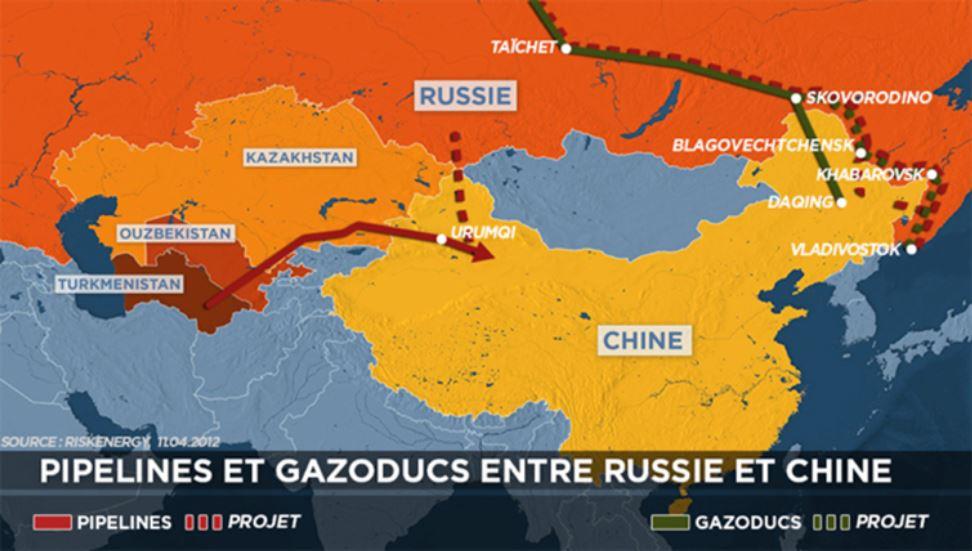 TAÏCHET
RUSSIE
SKOVORODINO
BLAGOVECHTCHENSK
KAZAKHSTAN
KHABAROVSK
DAQING
OUZBEKISTAN
URUMQI
VLADIVOSTOK
TURKMENISTAN
CHINE
SOURCE : RISKENERGY, 11.04.2012
PIPELINES ET GAZODUCS ENTRE RUSSIE ET CHINE
PIPELINES PROJET GAZODUCS PROJET